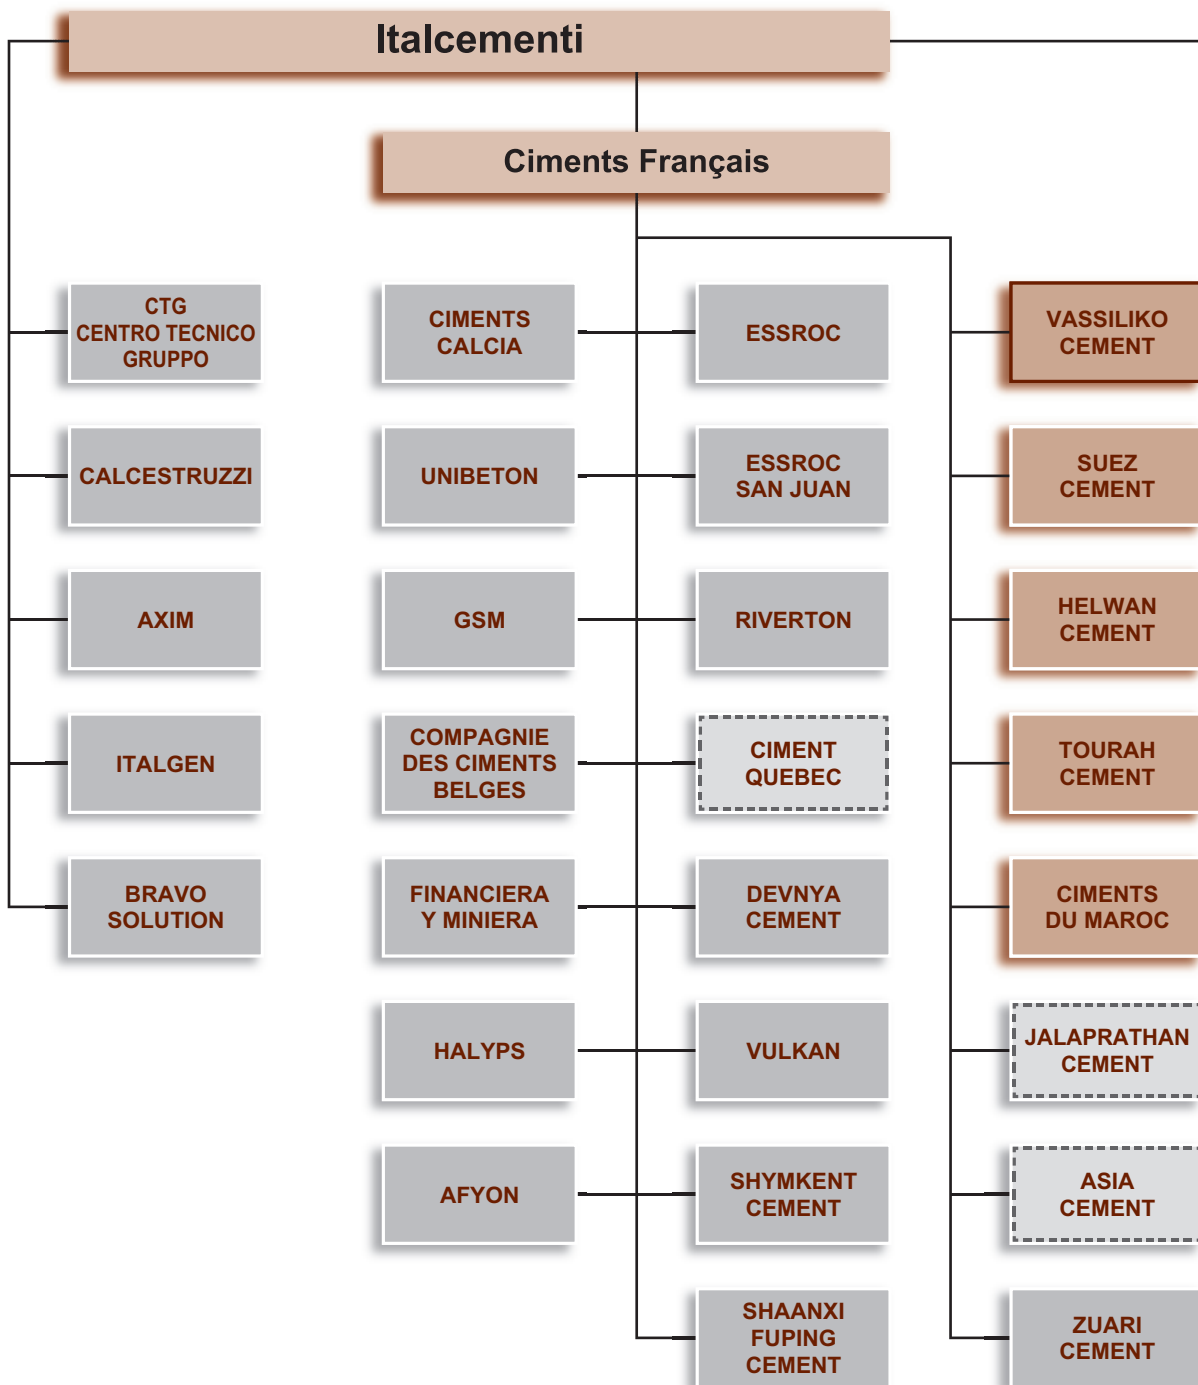 Italcementi
Ciments Français
CTG
CENTRO TECNICO
GRUPPO
CIMENTS
CALCIA
ESSROC
VASSILIKO
CEMENT
CALCESTRUZZI
UNIBETON
ESSROC
SAN JUAN
SUEZ
CEMENT
AXIM
GSM
RIVERTON
HELWAN
CEMENT
ITALGEN
COMPAGNIE
DES CIMENTS
BELGES
CIMENT
QUEBEC
TOURAH
CEMENT
BRAVO
SOLUTION
FINANCIERA
Y MINIERA
DEVNYA
CEMENT
CIMENTS
DU MAROC
HALYPS
VULKAN
JALAPRATHAN
CEMENT
AFYON
SHYMKENT
CEMENT
ASIA
CEMENT
SHAANXI
FUPING
CEMENT
ZUARI
CEMENT